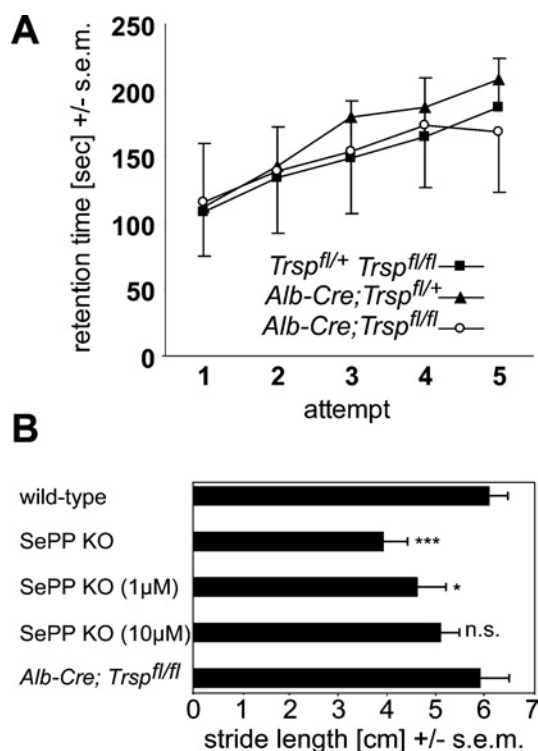 A
retention time [sec] +/- s.e.m.
250
200
150
100
50
0
1 2 3 4 5
attempt
Trsp^fl/+ Trsp^fl/fl
Alb-Cre;Trsp^fl/+
Alb-Cre;Trsp^fl/fl
B
wild-type
SePP KO ***
SePP KO (1µM) *
SePP KO (10µM) n.s.
Alb-Cre; Trsp^fl/fl
0 1 2 3 4 5 6 7
stride length [cm] +/- s.e.m.